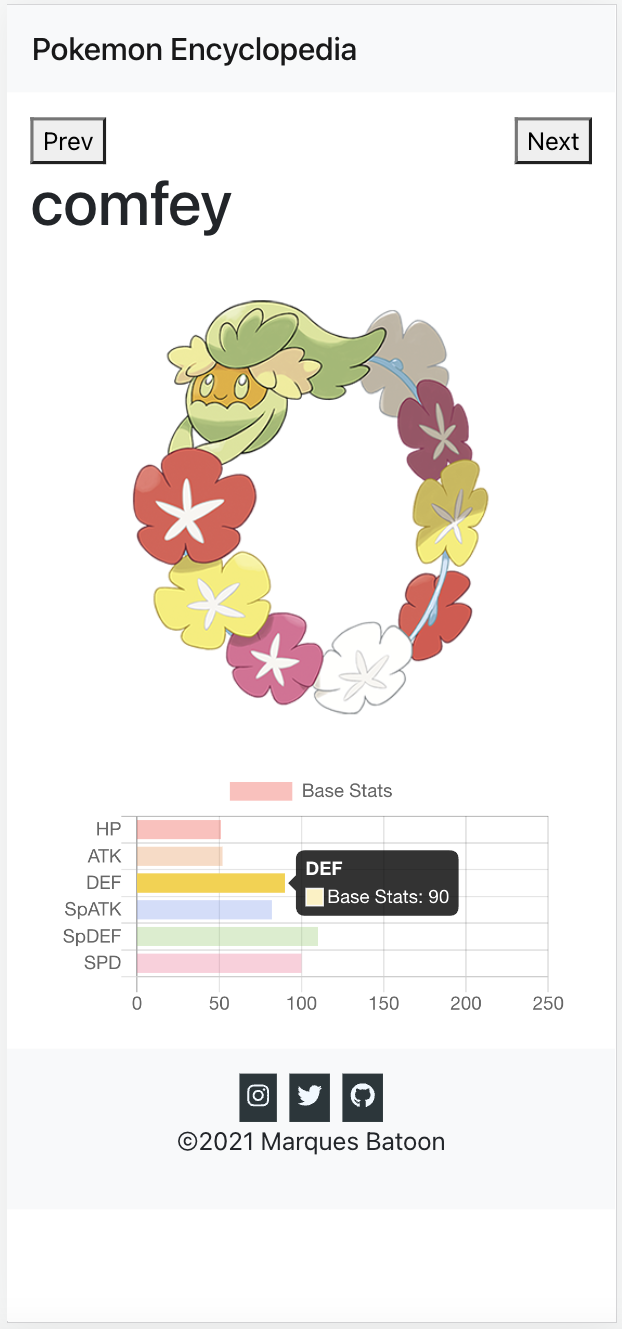 Pokemon Encyclopedia
Prev
Next
comfey
Base Stats
HP
ATK
DEF
DEF
Base Stats: 90
SpATK
SpDEF
SPD
0 50 100 150 200 250
©2021 Marques Batoon